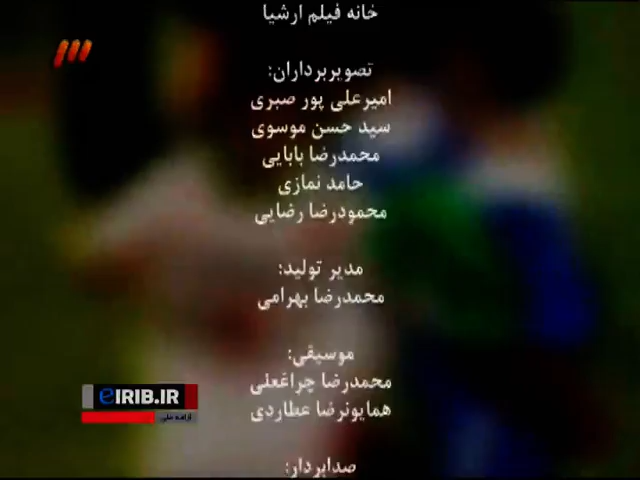 خانه فیلم ارشیا
تصویربرداران:
امیرعلی پور صبری
سید حسن موسوی
محمدرضا بابایی
حامد نمازی
محمودرضا رضایی
مدیر تولید:
محمدرضا بهرامی
موسیقی:
محمدرضا چراغعلی
همایونرضا عطاردی
صدابردار:
eIRIB.IR